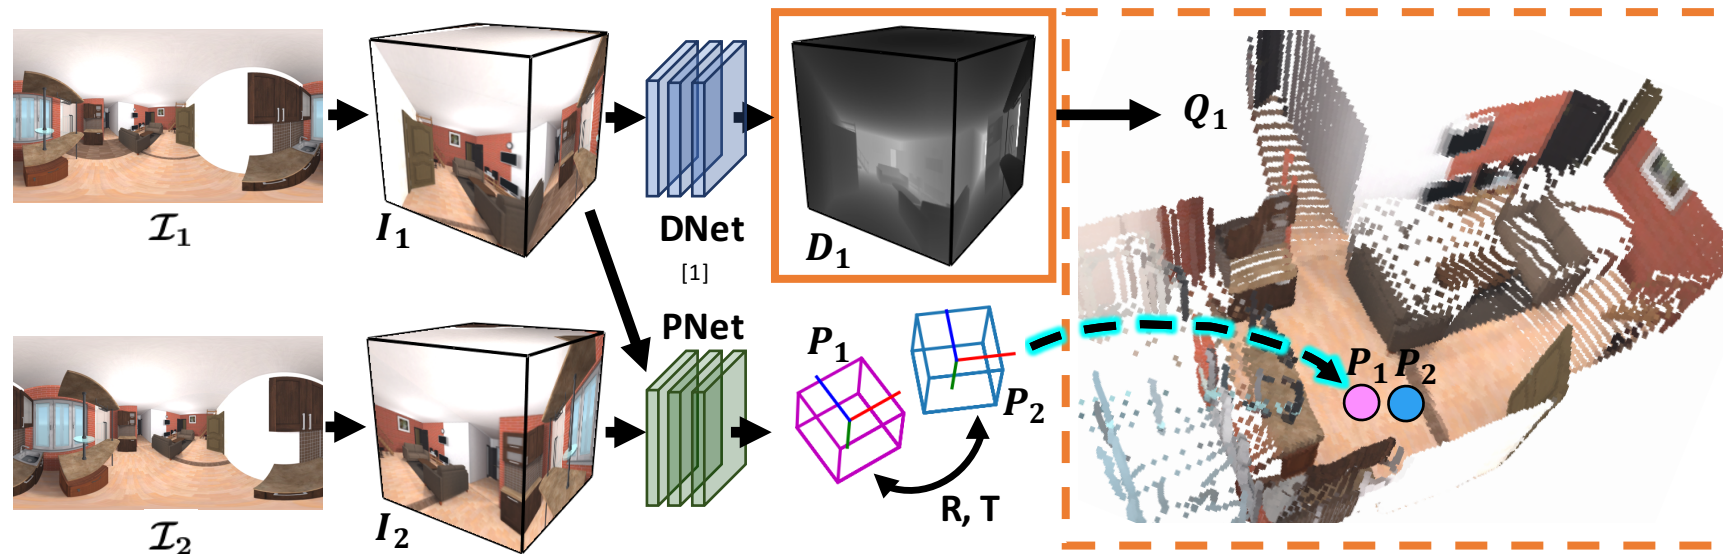 𝓘₁
I₁
DNet
[1]
D₁
Q₁
𝓘₂
I₂
PNet
P₁
P₂
R, T
P₁ P₂